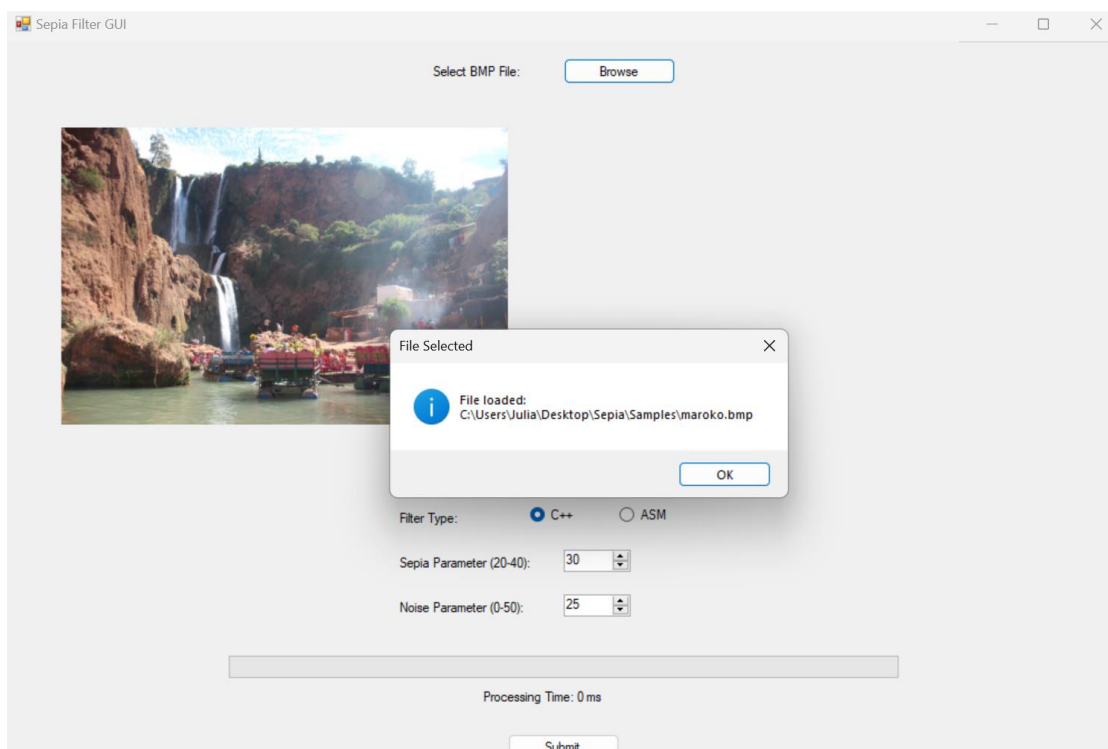 Sepia Filter GUI
Select BMP File:
Browse
File Selected
File loaded:
C:\Users\Julia\Desktop\Sepia\Samples\maroko.bmp
OK
Filter Type:
C++
ASM
Sepia Parameter (20-40):
30
Noise Parameter (0-50):
25
Processing Time: 0 ms
Submit